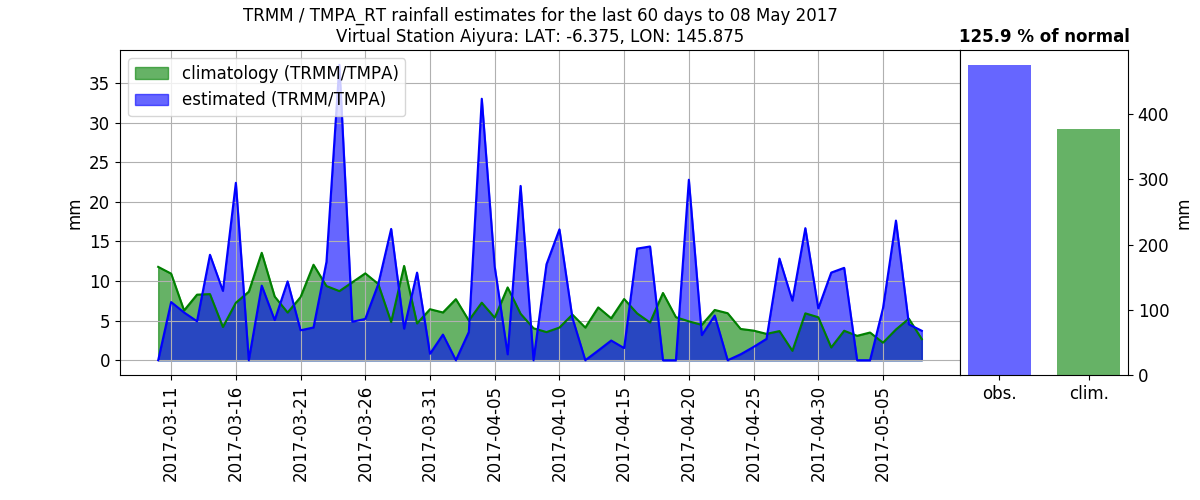 TRMM / TMPA_RT rainfall estimates for the last 60 days to 08 May 2017
Virtual Station Aiyura: LAT: -6.375, LON: 145.875
125.9 % of normal
climatology (TRMM/TMPA)
estimated (TRMM/TMPA)
35
30
25
20
15
10
5
0
mm
400
300
200
100
0
mm
obs.
clim.
2017-03-11
2017-03-16
2017-03-21
2017-03-26
2017-03-31
2017-04-05
2017-04-10
2017-04-15
2017-04-20
2017-04-25
2017-04-30
2017-05-05